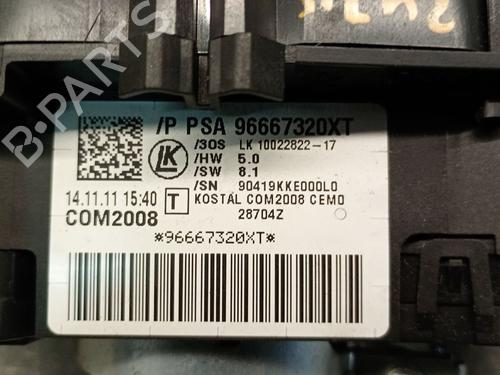 /P PSA 96667320XT
/30S LK 10022822-17
LK
/HW 5.0
/SW 8.1
/SN 90419KKE000L0
14.11.11 15:40 T KOSTAL COM2008 CEMO
COM2008 28704Z
*96667320XT*